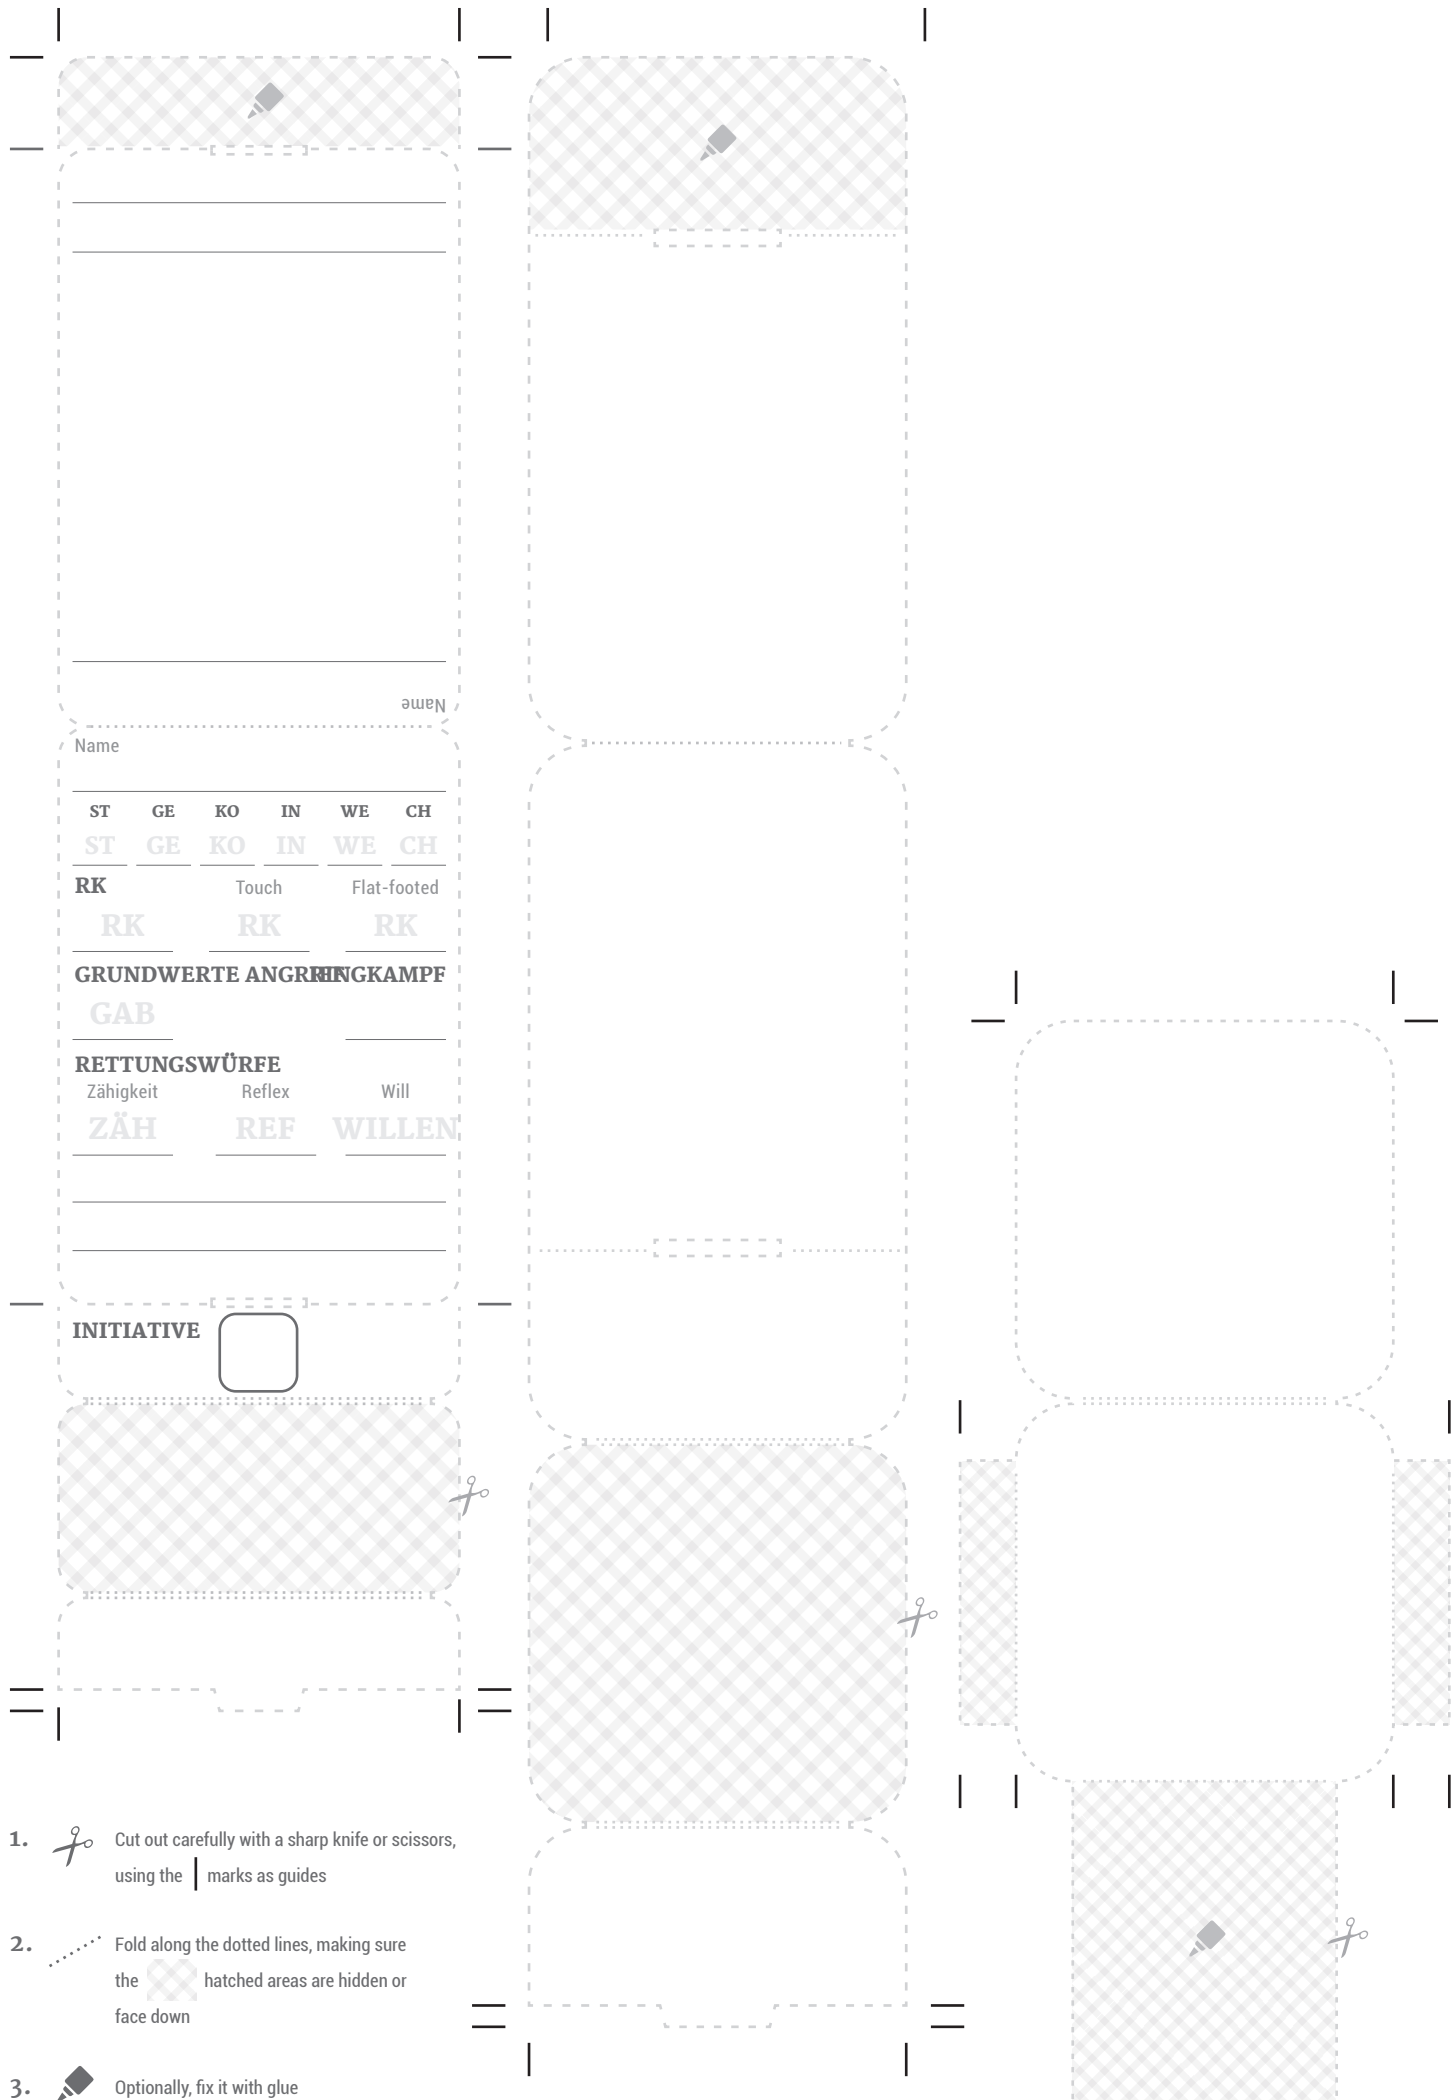 Name
Name
ST GE KO IN WE CH
ST GE KO IN WE CH
RK Touch Flat-footed
RK RK RK
GRUNDWERTE ANGRIFF RINGKAMPF
GAB
RETTUNGSWÜRFE
Zähigkeit Reflex Will
ZÄH REF WILLEN
INITIATIVE
1. Cut out carefully with a sharp knife or scissors,
using the marks as guides
2. Fold along the dotted lines, making sure
the hatched areas are hidden or
face down
3. Optionally, fix it with glue